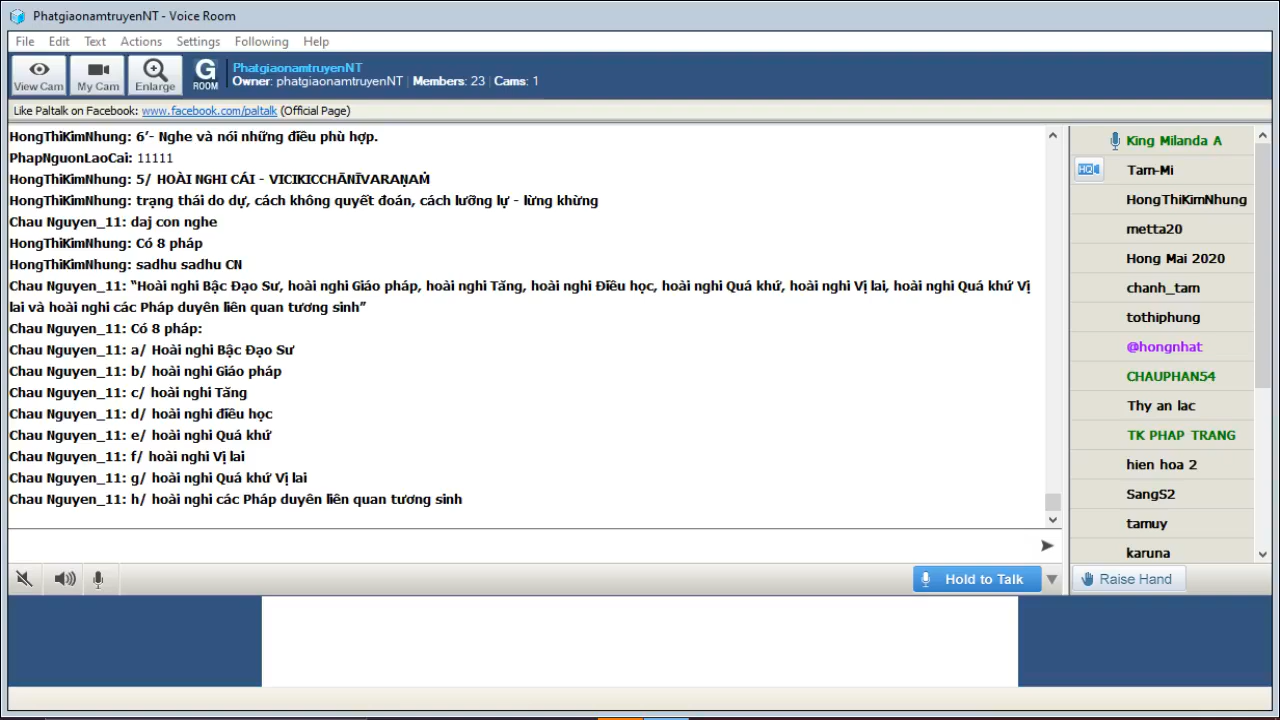 PhatgiaonamtruyenNT - Voice Room
File Edit Text Actions Settings Following Help
View Cam My Cam Enlarge G ROOM
PhatgiaonamtruyenNT
Owner: phatgiaonamtruyenNT | Members: 23 | Cams: 1
Like Paltalk on Facebook: www.facebook.com/paltalk (Official Page)
HongThiKimNhung: 6’- Nghe và nói những điều phù hợp.
PhapNguonLaoCai: 11111
HongThiKimNhung: 5/ HOÀI NGHI CÁI - VICIKICCHĀNĪVARAṆAṀ
HongThiKimNhung: trạng thái do dự, cách không quyết đoán, cách lưỡng lự - lừng khừng
Chau Nguyen_11: daj con nghe
HongThiKimNhung: Có 8 pháp
HongThiKimNhung: sadhu sadhu CN
Chau Nguyen_11: “Hoài nghi Bậc Đạo Sư, hoài nghi Giáo pháp, hoài nghi Tăng, hoài nghi Điều học, hoài nghi Quá khứ, hoài nghi Vị lai, hoài nghi Quá khứ Vị
lai và hoài nghi các Pháp duyên liên quan tương sinh”
Chau Nguyen_11: Có 8 pháp:
Chau Nguyen_11: a/ Hoài nghi Bậc Đạo Sư
Chau Nguyen_11: b/ hoài nghi Giáo pháp
Chau Nguyen_11: c/ hoài nghi Tăng
Chau Nguyen_11: d/ hoài nghi điều học
Chau Nguyen_11: e/ hoài nghi Quá khứ
Chau Nguyen_11: f/ hoài nghi Vị lai
Chau Nguyen_11: g/ hoài nghi Quá khứ Vị lai
Chau Nguyen_11: h/ hoài nghi các Pháp duyên liên quan tương sinh
King Milanda A
HQ Tam-Mi
HongThiKimNhung
metta20
Hong Mai 2020
chanh_tam
tothiphung
@hongnhat
CHAUPHAN54
Thy an lac
TK PHAP TRANG
hien hoa 2
SangS2
tamuy
karuna
Hold to Talk
Raise Hand